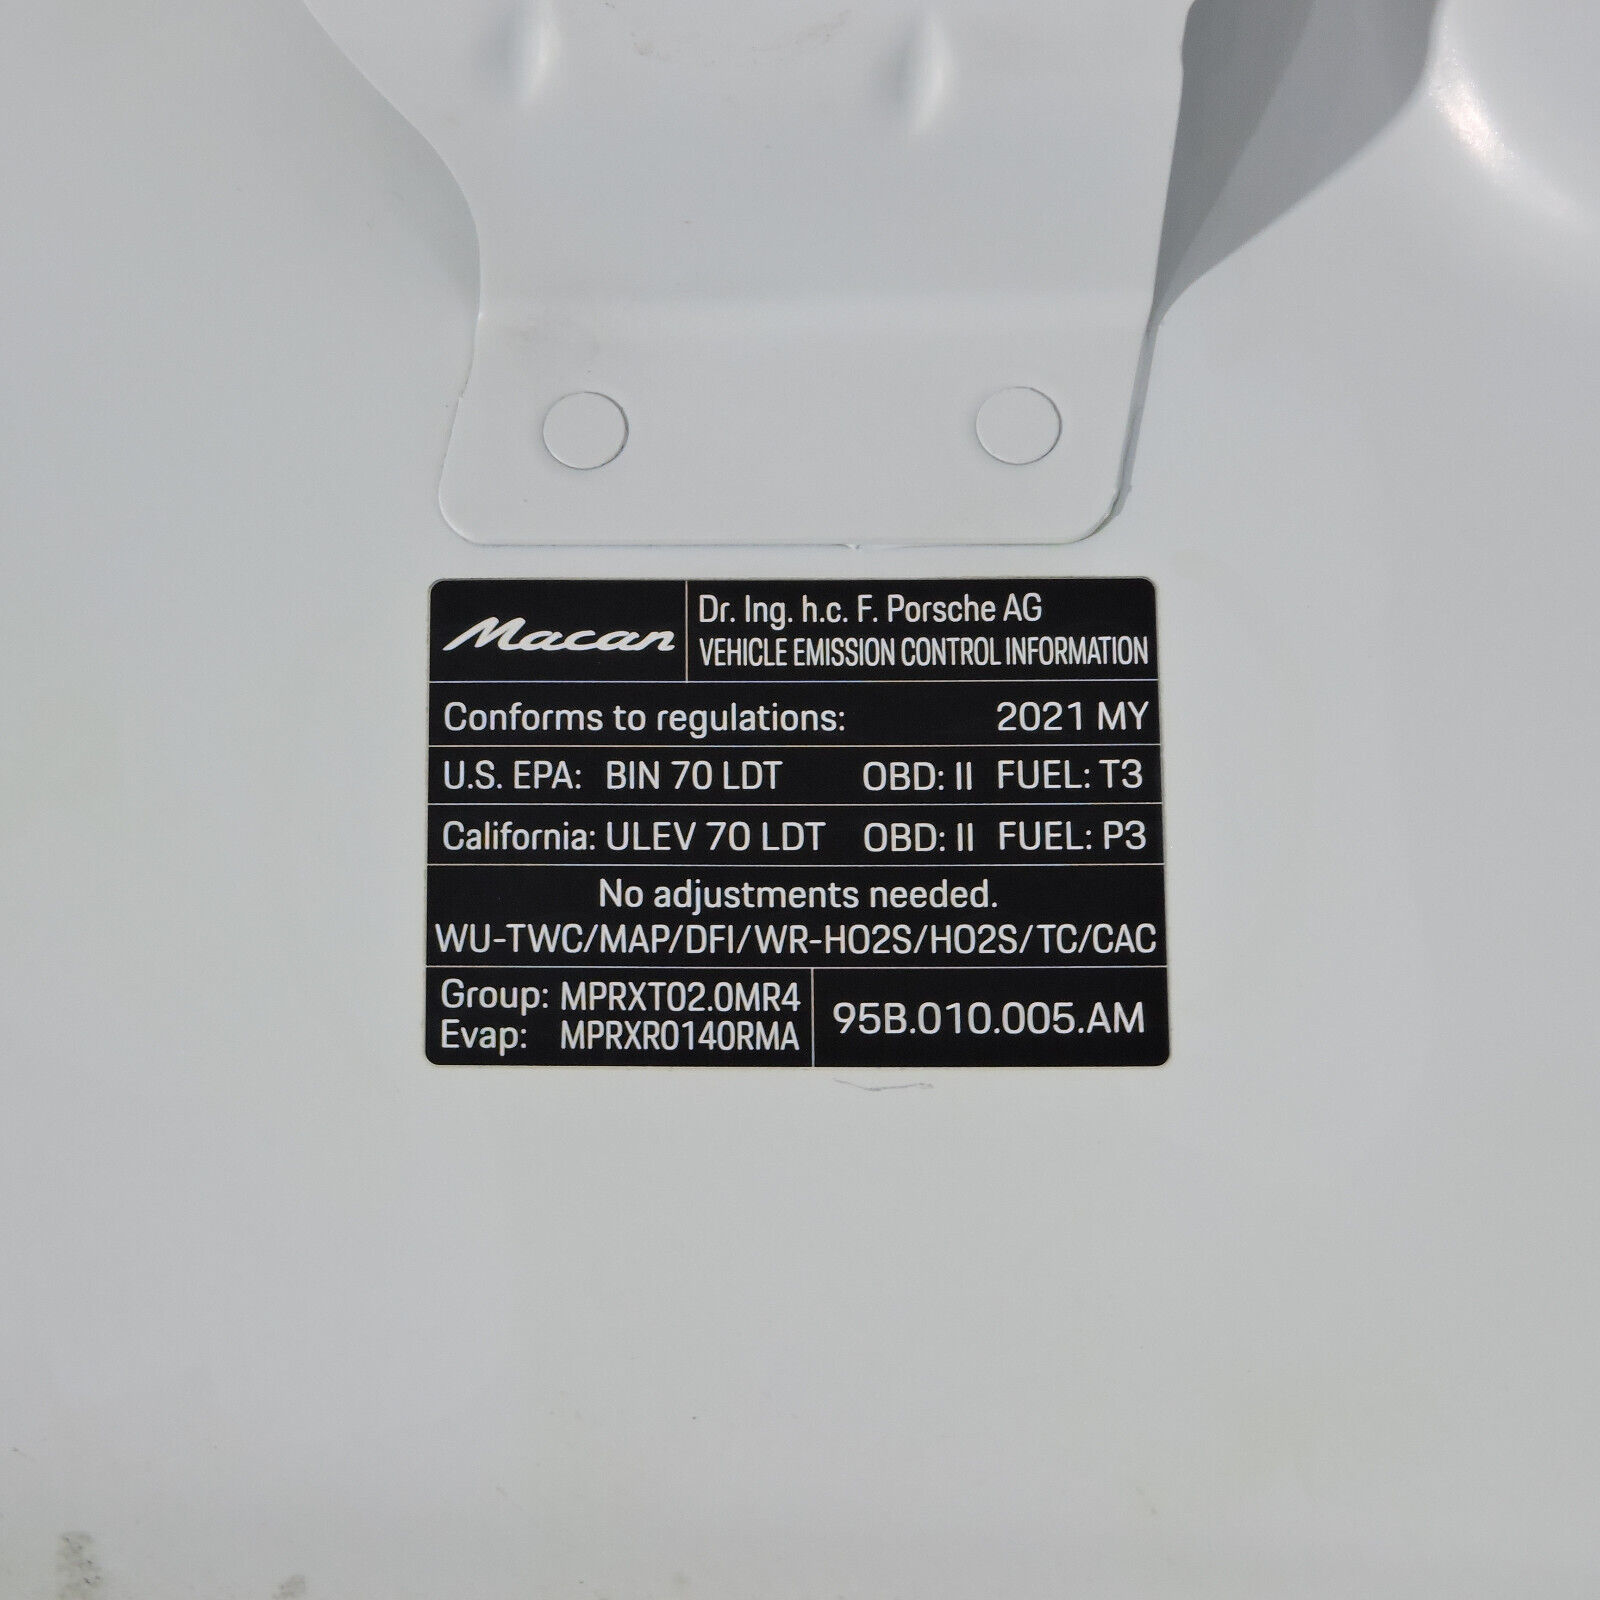 Macan
Dr. Ing. h.c. F. Porsche AG
VEHICLE EMISSION CONTROL INFORMATION
Conforms to regulations: 2021 MY
U.S. EPA: BIN 70 LDT OBD: II FUEL: T3
California: ULEV 70 LDT OBD: II FUEL: P3
No adjustments needed.
WU-TWC/MAP/DFI/WR-HO2S/HO2S/TC/CAC
Group: MPRXT02.0MR4
Evap: MPRXR0140RMA
95B.010.005.AM